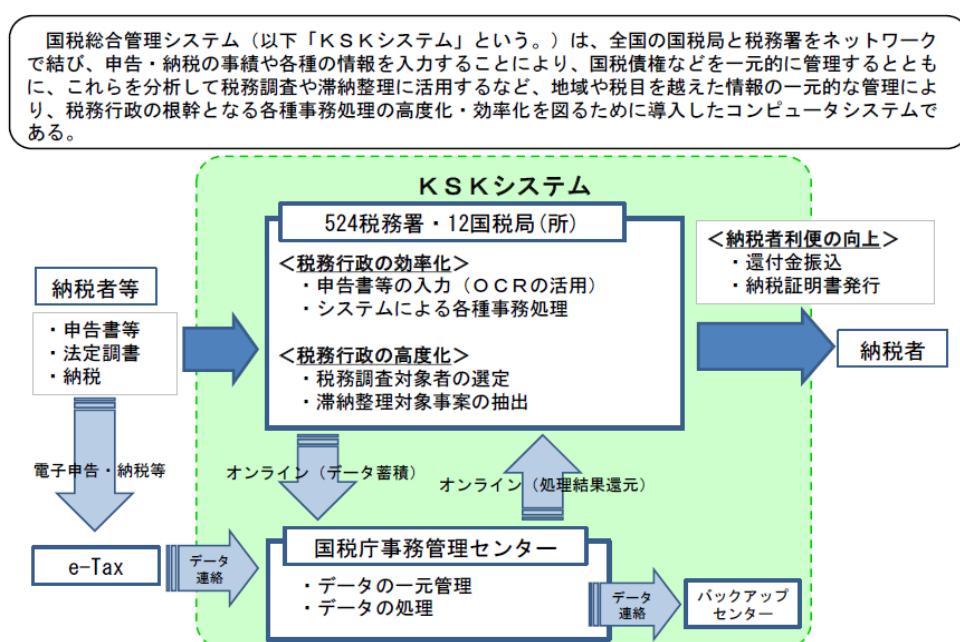 国税総合管理システム（以下「ＫＳＫシステム」という。）は、全国の国税局と税務署をネットワーク
で結び、申告・納税の事績や各種の情報を入力することにより、国税債権などを一元的に管理するととも
に、これらを分析して税務調査や滞納整理に活用するなど、地域や税目を越えた情報の一元的な管理によ
り、税務行政の根幹となる各種事務処理の高度化・効率化を図るために導入したコンピュータシステムで
ある。
ＫＳＫシステム
524税務署・12国税局(所)
＜税務行政の効率化＞
・申告書等の入力（ＯＣＲの活用）
・システムによる各種事務処理
＜税務行政の高度化＞
・税務調査対象者の選定
・滞納整理対象事案の抽出
納税者等
・申告書等
・法定調書
・納税
＜納税者利便の向上＞
・還付金振込
・納税証明書発行
納税者
電子申告・納税等
オンライン（データ蓄積）
オンライン（処理結果還元）
e-Tax
データ
連絡
国税庁事務管理センター
・データの一元管理
・データの処理
データ
連絡
バックアップ
センター